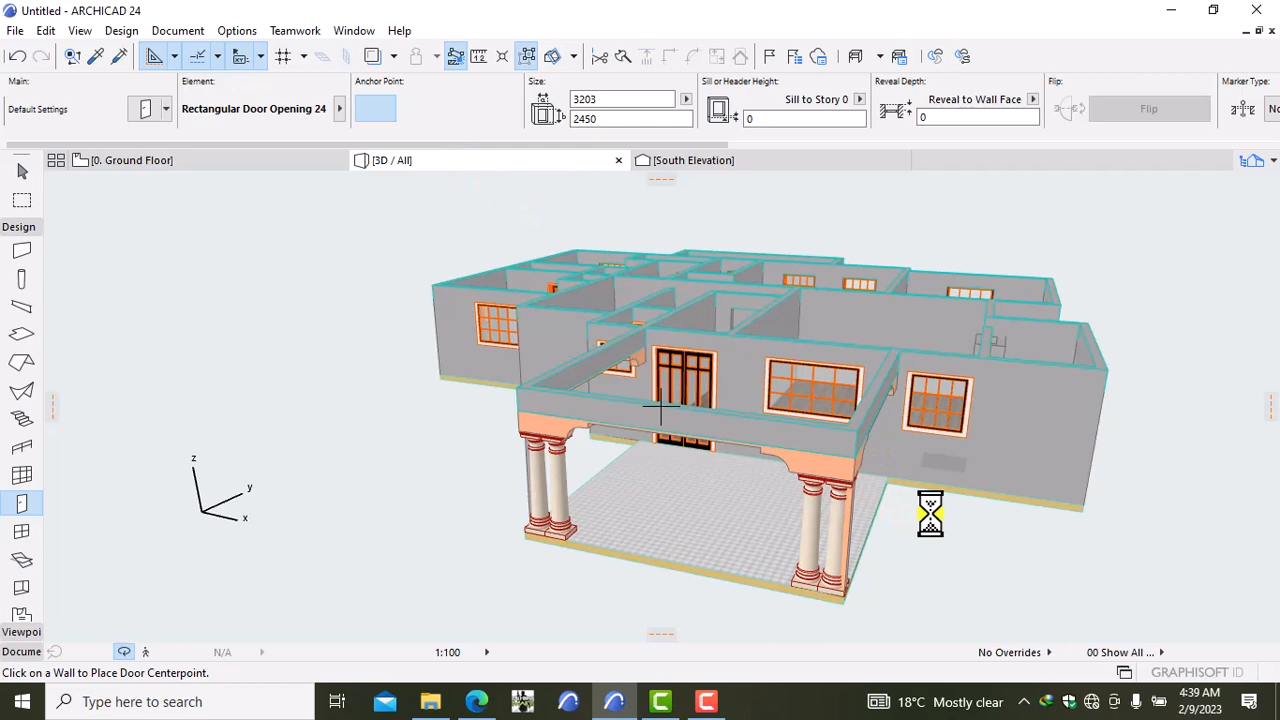 Untitled - ARCHICAD 24
File Edit View Design Document Options Teamwork Window Help
Main: Element: Anchor Point: Size: Sill or Header Height: Reveal Depth: Flip: Marker Type:
Default Settings Rectangular Door Opening 24 3203 2450 Sill to Story 0 0 Reveal to Wall Face 0 Flip No
[0. Ground Floor] [3D / All] [South Elevation]
Design
z
y
x
Viewpoi
Docume N/A 1:100 No Overrides 00 Show All ...
Click on a Wall to Place Door Centerpoint. GRAPHISOFT ID
Type here to search 18°C Mostly clear 4:39 AM
2/9/2023